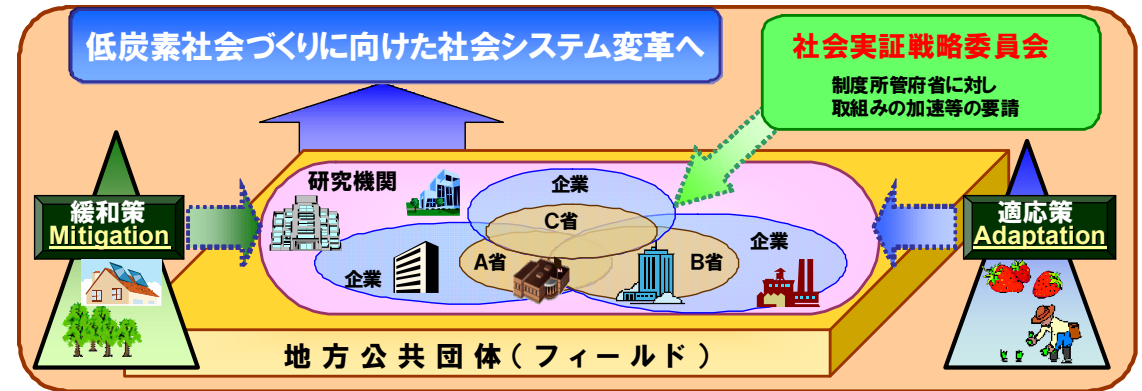 低炭素社会づくりに向けた社会システム変革へ
社会実証戦略委員会
制度所管府省に対し
取組みの加速等の要請
研究機関
企業
C省
緩和策
Mitigation
適応策
Adaptation
企業
A省
B省
企業
地方公共団体(フィールド)